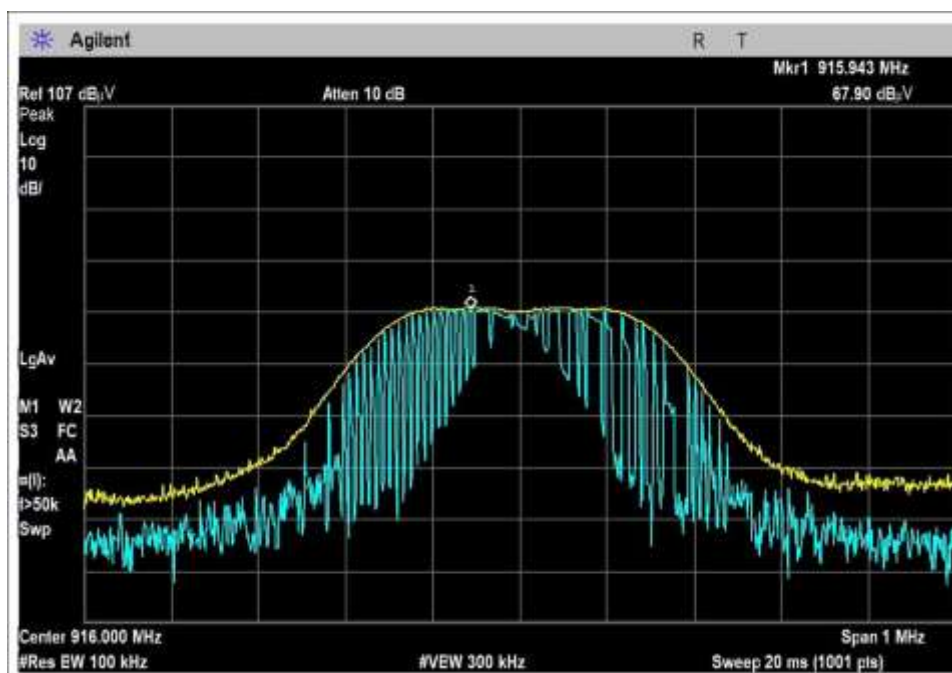 Agilent R T
Mkr1 915.943 MHz
Ref 107 dBµV Atten 10 dB 67.90 dBµV
Peak
Log
10
dB/
1
LgAv
M1 W2
S3 FC
AA
¤(f):
f>50k
Swp
Center 916.000 MHz Span 1 MHz
#Res BW 100 kHz #VBW 300 kHz Sweep 20 ms (1001 pts)